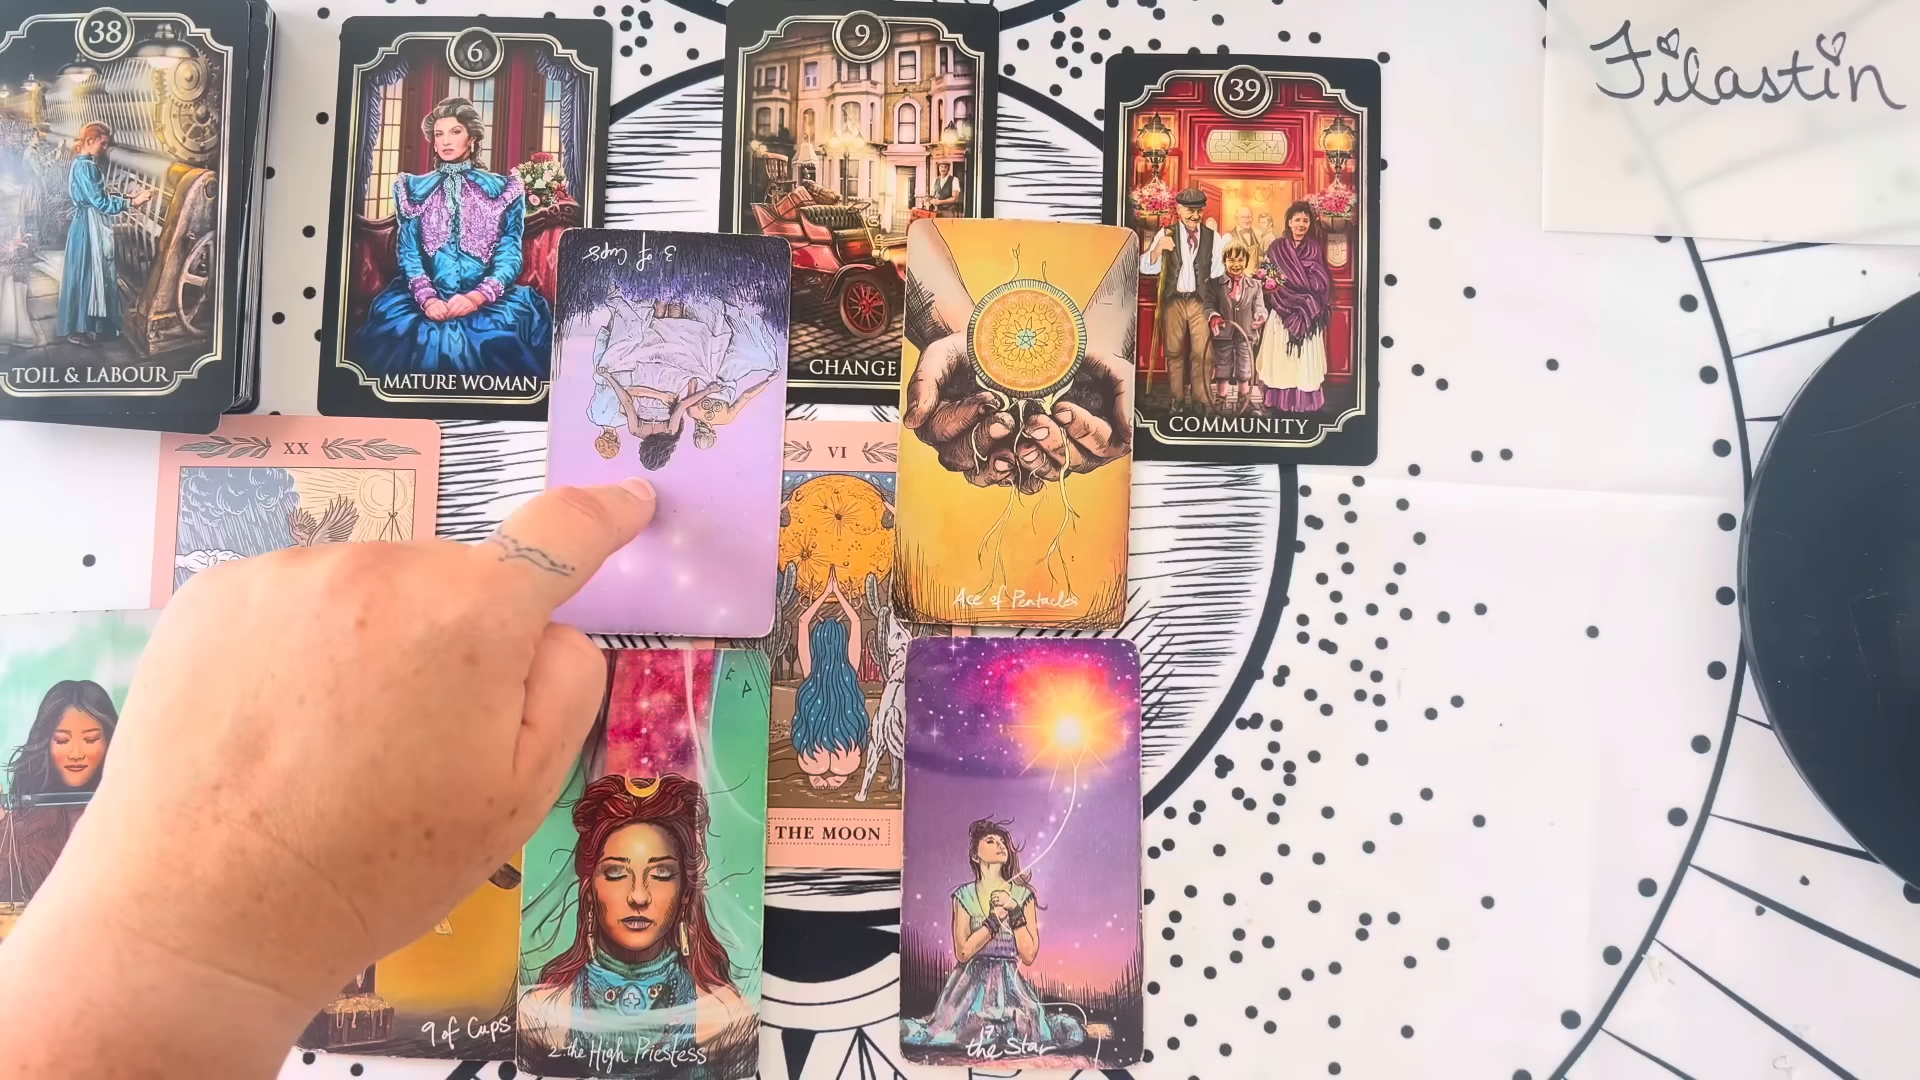 38
TOIL & LABOUR
6
MATURE WOMAN
9
CHANGE
39
COMMUNITY
Filastin
3 of Cups
XX
VI
THE MOON
Ace of Pentacles
9 of Cups
2. the High Priestess
17
the Star